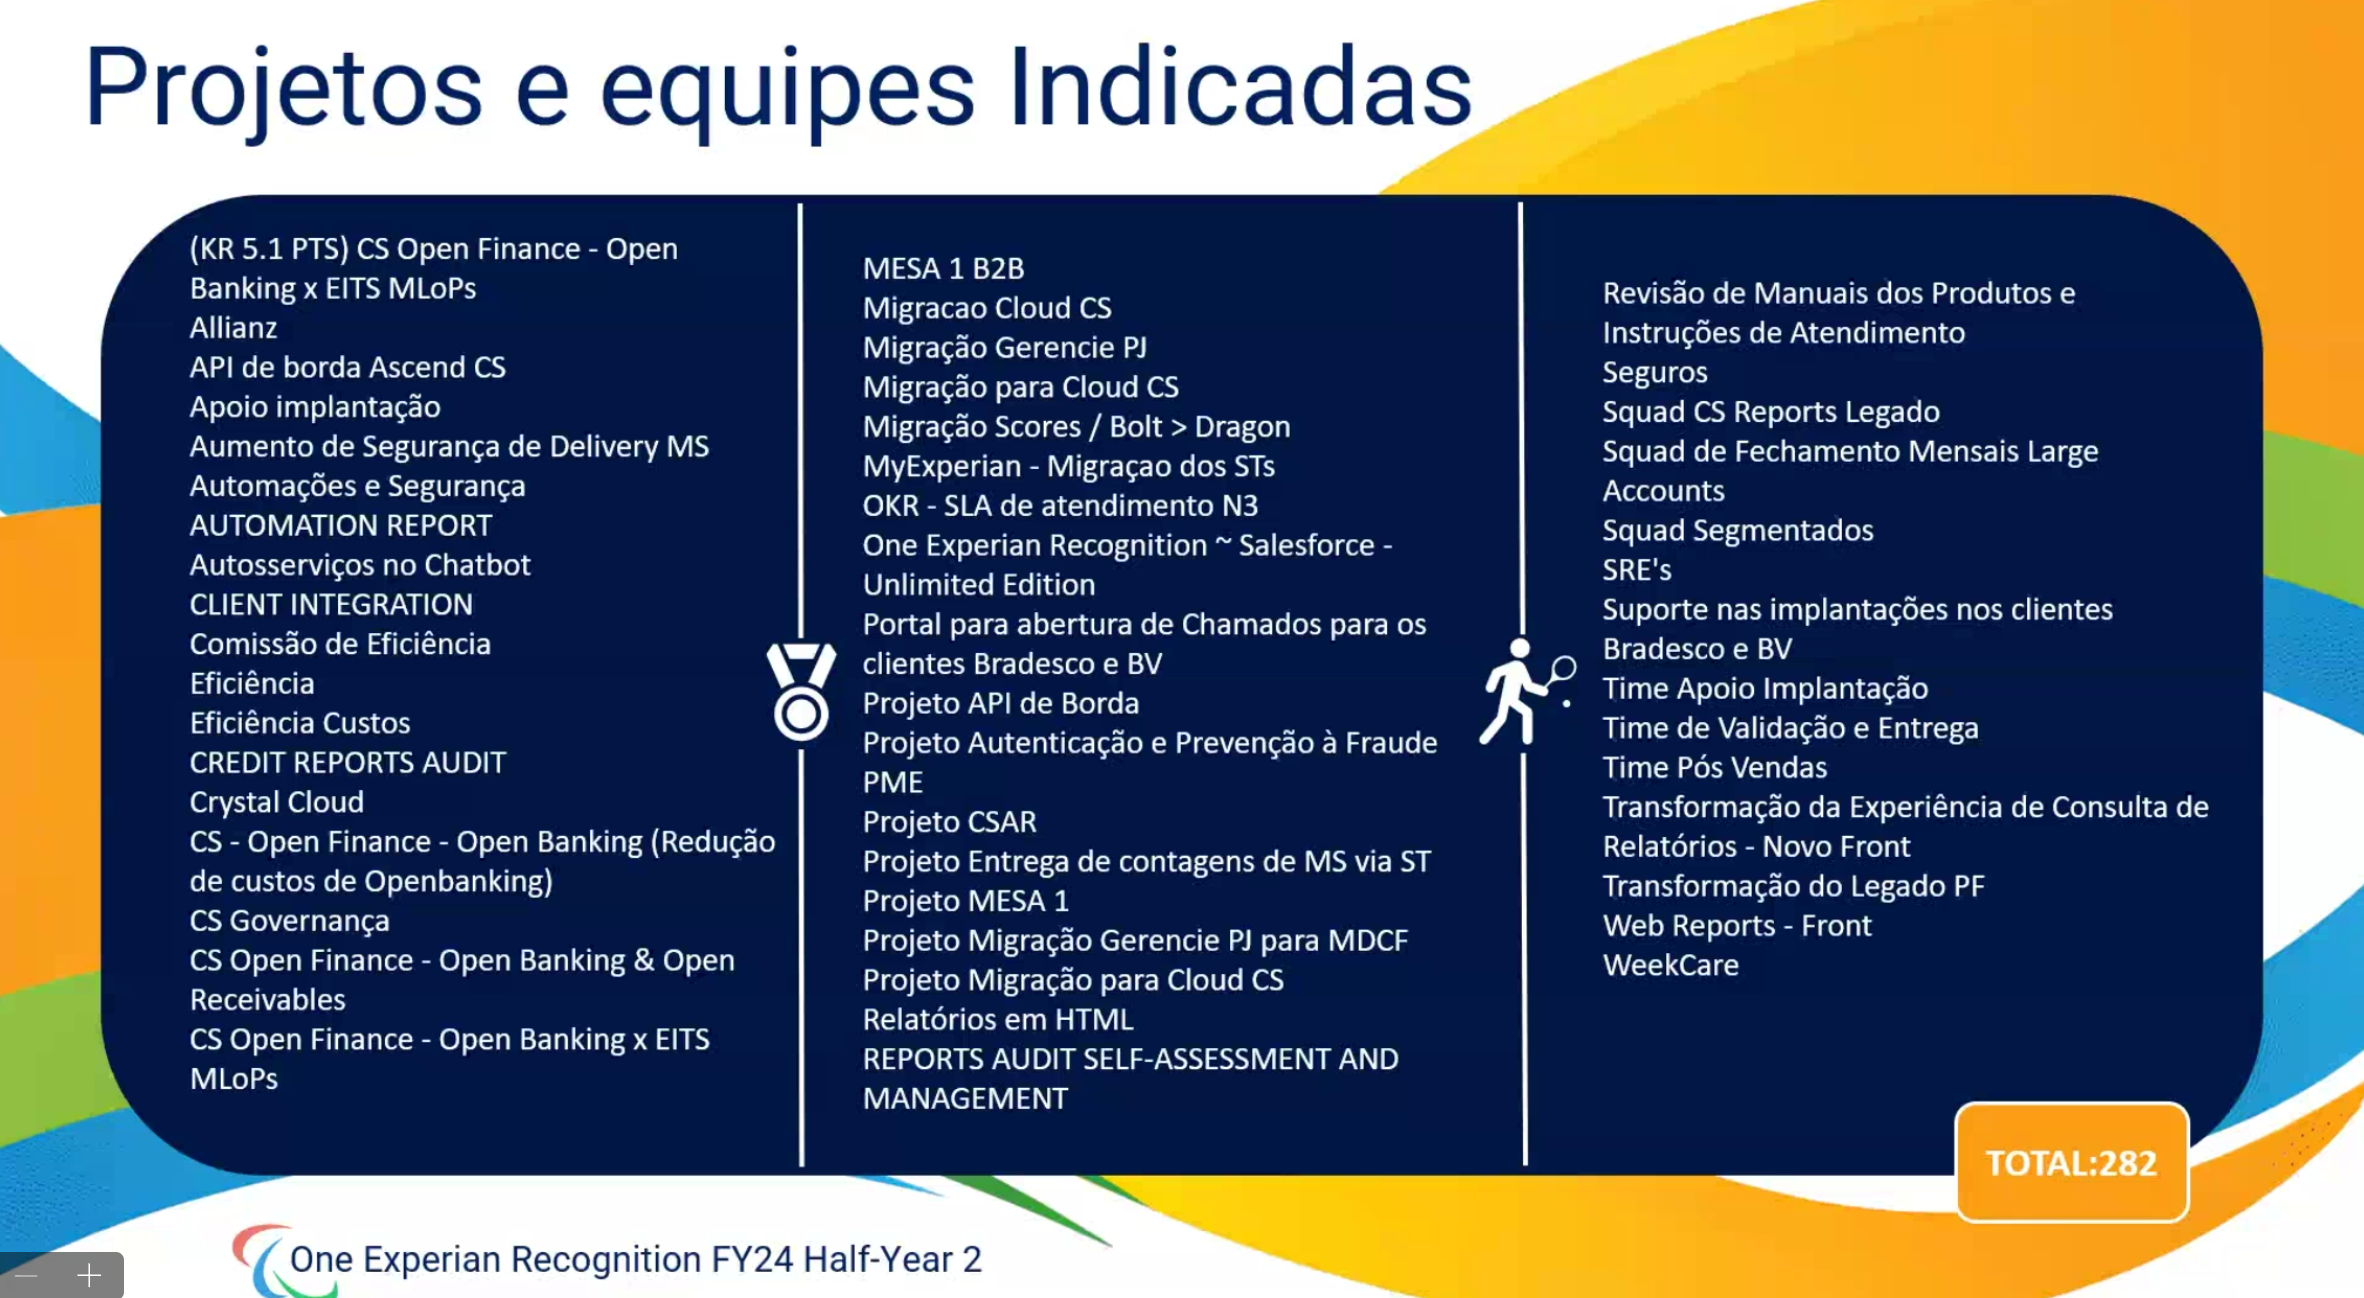 Projetos e equipes Indicadas
(KR 5.1 PTS) CS Open Finance - Open
Banking x EITS MLoPs
Allianz
API de borda Ascend CS
Apoio implantação
Aumento de Segurança de Delivery MS
Automações e Segurança
AUTOMATION REPORT
Autosserviços no Chatbot
CLIENT INTEGRATION
Comissão de Eficiência
Eficiência
Eficiência Custos
CREDIT REPORTS AUDIT
Crystal Cloud
CS - Open Finance - Open Banking (Redução
de custos de Openbanking)
CS Governança
CS Open Finance - Open Banking & Open
Receivables
CS Open Finance - Open Banking x EITS
MLoPs
MESA 1 B2B
Migracao Cloud CS
Migração Gerencie PJ
Migração para Cloud CS
Migração Scores / Bolt > Dragon
MyExperian - Migraçao dos STs
OKR - SLA de atendimento N3
One Experian Recognition ~ Salesforce -
Unlimited Edition
Portal para abertura de Chamados para os
clientes Bradesco e BV
Projeto API de Borda
Projeto Autenticação e Prevenção à Fraude
PME
Projeto CSAR
Projeto Entrega de contagens de MS via ST
Projeto MESA 1
Projeto Migração Gerencie PJ para MDCF
Projeto Migração para Cloud CS
Relatórios em HTML
REPORTS AUDIT SELF-ASSESSMENT AND
MANAGEMENT
Revisão de Manuais dos Produtos e
Instruções de Atendimento
Seguros
Squad CS Reports Legado
Squad de Fechamento Mensais Large
Accounts
Squad Segmentados
SRE's
Suporte nas implantações nos clientes
Bradesco e BV
Time Apoio Implantação
Time de Validação e Entrega
Time Pós Vendas
Transformação da Experiência de Consulta de
Relatórios - Novo Front
Transformação do Legado PF
Web Reports - Front
WeekCare
TOTAL:282
One Experian Recognition FY24 Half-Year 2